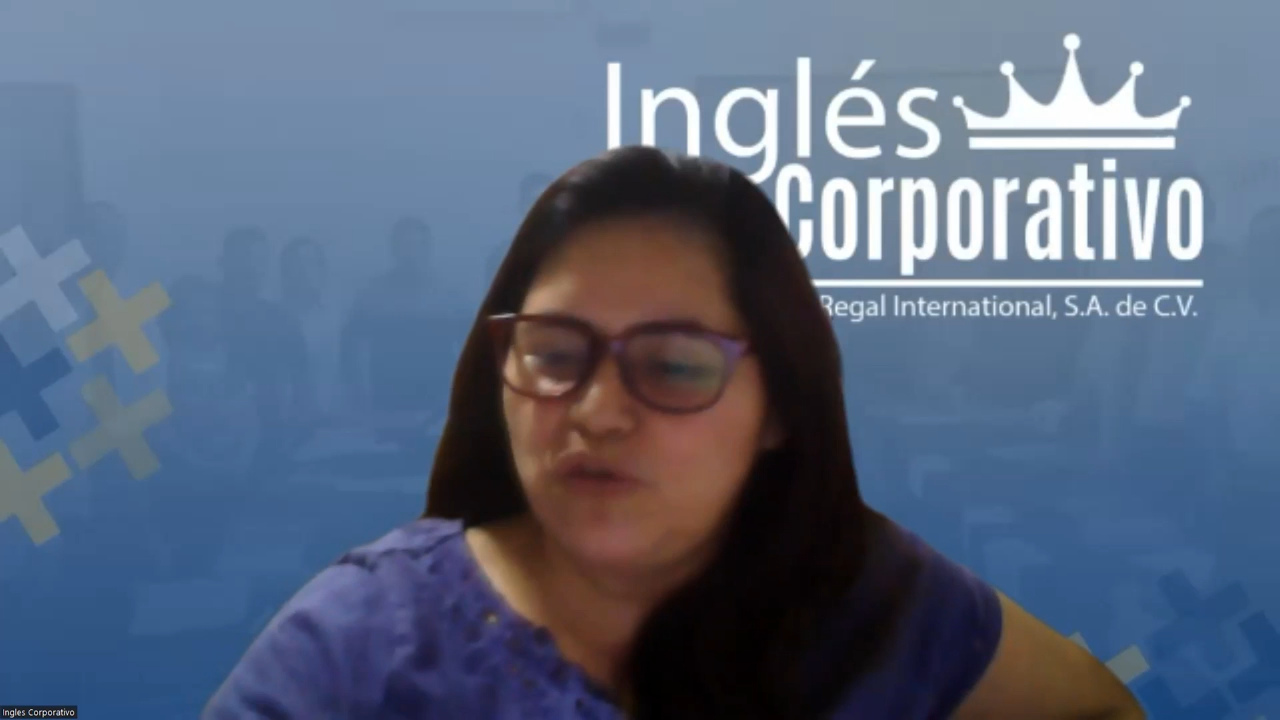 Inglés
Corporativo
Regal International, S.A. de C.V.
Ingles Corporativo